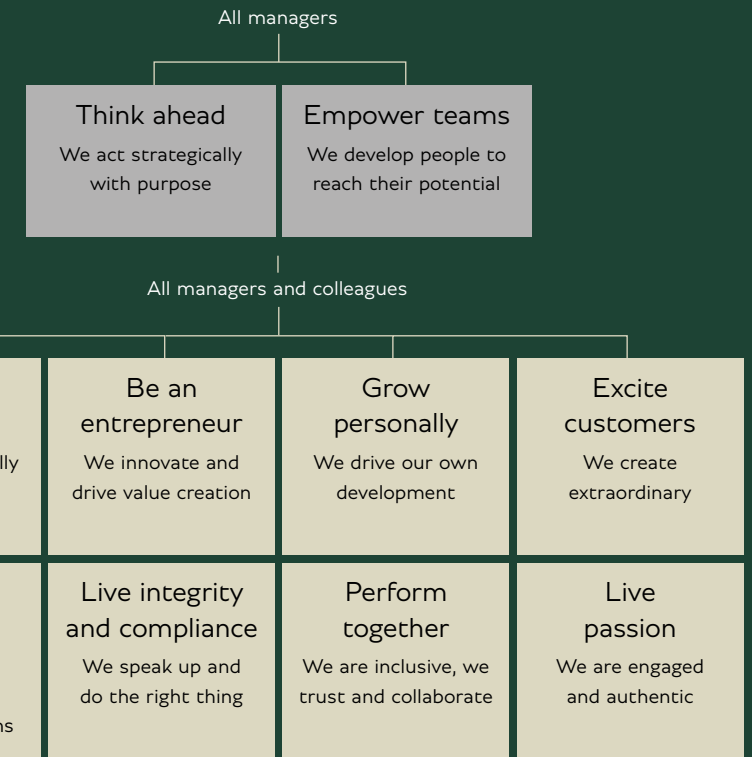 All managers
Think ahead
We act strategically
with purpose
Empower teams
We develop people to
reach their potential
All managers and colleagues
Be an
entrepreneur
We innovate and
drive value creation
Grow
personally
We drive our own
development
Excite
customers
We create
extraordinary
Live integrity
and compliance
We speak up and
do the right thing
Perform
together
We are inclusive, we
trust and collaborate
Live
passion
We are engaged
and authentic